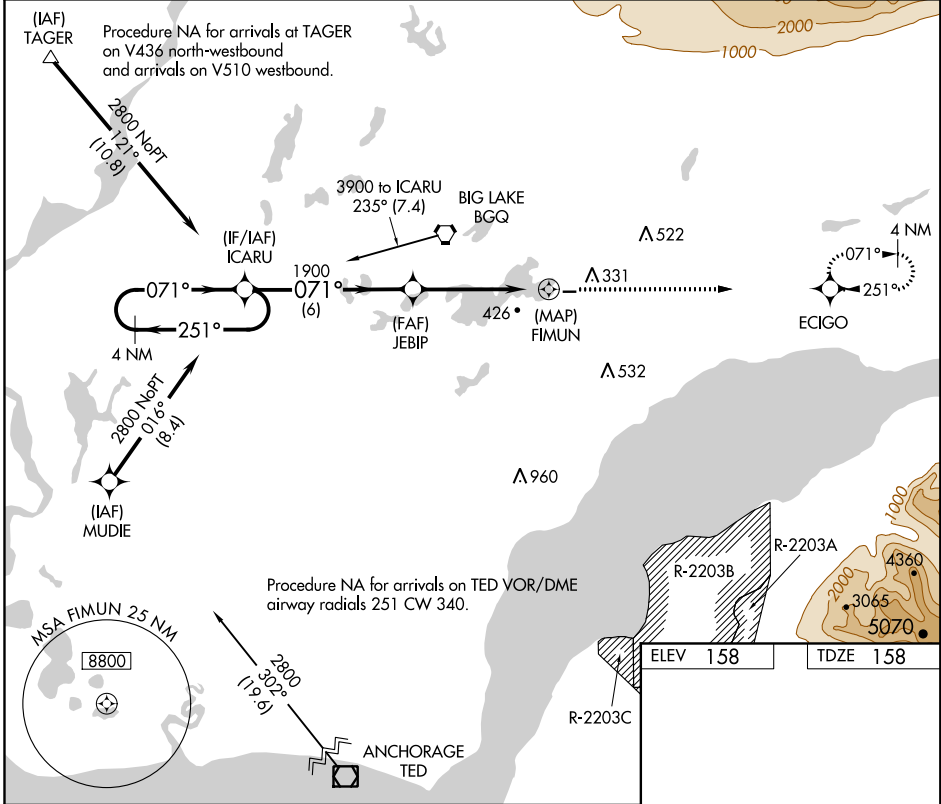 (IAF)
TAGER
Procedure NA for arrivals at TAGER
on V436 north-westbound
and arrivals on V510 westbound.
2000
1000
2800 NoPT
121°
(10.8)
3900 to ICARU
235° (7.4)
BIG LAKE
BGQ
522
4 NM
071°
251°
ECIGO
(IF/IAF)
ICARU
1900
071°
(6)
071°
251°
4 NM
(FAF)
JEBIP
331
426
(MAP)
FIMUN
532
2800 NoPT
016°
(8.4)
(IAF)
MUDIE
960
1000
2000
4360
3065
5070
R-2203A
R-2203B
R-2203C
Procedure NA for arrivals on TED VOR/DME
airway radials 251 CW 340.
MSA FIMUN 25 NM
8800
2800
302°
(19.6)
ANCHORAGE
TED
ELEV 158
TDZE 158